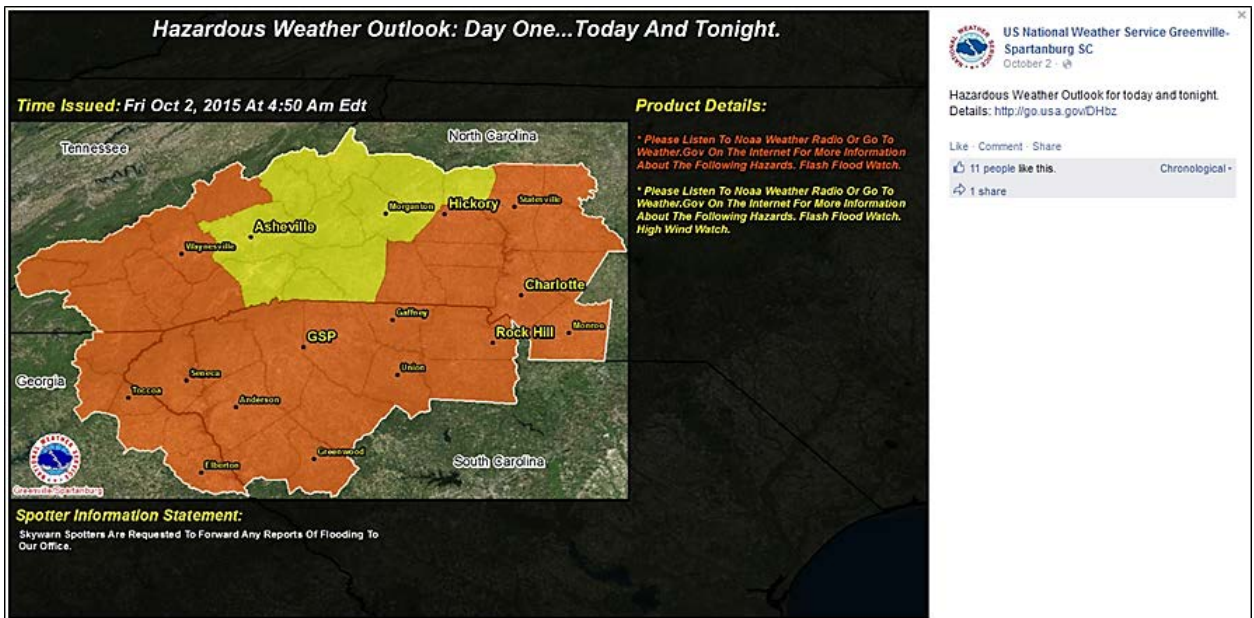 Hazardous Weather Outlook: Day One...Today And Tonight.
Time Issued: Fri Oct 2, 2015 At 4:50 Am Edt
Tennessee
North Carolina
Morganton
Hickory
Statesville
Asheville
Waynesville
Charlotte
Gaffney
GSP
Rock Hill
Monroe
Georgia
Seneca
Union
Toccoa
Anderson
Elberton
Greenwood
South Carolina
NATIONAL WEATHER SERVICE
Greenville/Spartanburg
Product Details:
* Please Listen To Noaa Weather Radio Or Go To
Weather.Gov On The Internet For More Information
About The Following Hazards. Flash Flood Watch.
* Please Listen To Noaa Weather Radio Or Go To
Weather.Gov On The Internet For More Information
About The Following Hazards. Flash Flood Watch.
High Wind Watch.
Spotter Information Statement:
Skywarn Spotters Are Requested To Forward Any Reports Of Flooding To
Our Office.
NATIONAL WEATHER SERVICE
US National Weather Service Greenville-
Spartanburg SC
October 2 ·
Hazardous Weather Outlook for today and tonight.
Details: http://go.usa.gov/DHbz
Like · Comment · Share
11 people like this.
Chronological
1 share